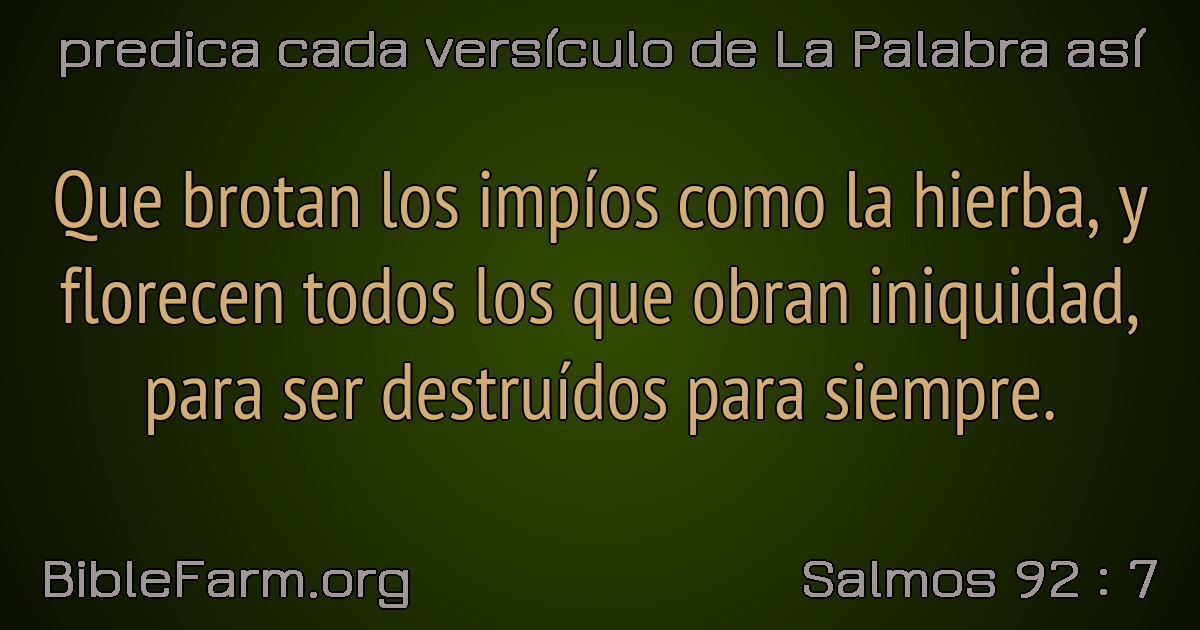 predica cada versículo de La Palabra así
Que brotan los impíos como la hierba, y
florecen todos los que obran iniquidad,
para ser destruídos para siempre.
BibleFarm.org
Salmos 92 : 7